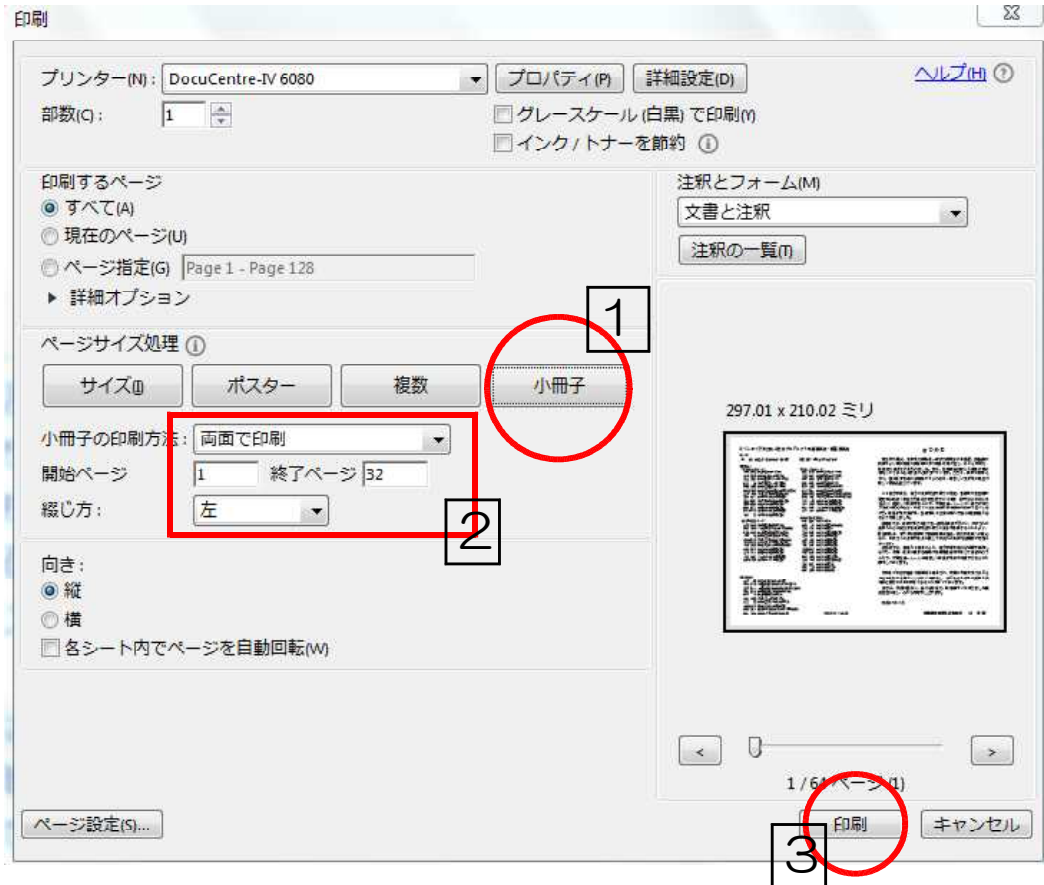 印刷
プリンター(N): DocuCentre-IV 6080 プロパティ(P) 詳細設定(D) ヘルプ(H) ?
部数(C): 1 グレースケール (白黒) で印刷(Y)
インク / トナーを節約 i
印刷するページ
すべて(A)
現在のページ(U)
ページ指定(G) Page 1 - Page 128
詳細オプション
注釈とフォーム(M)
文書と注釈
注釈の一覧(T)
1
ページサイズ処理 i
サイズ(I) ポスター 複数 小冊子
小冊子の印刷方法: 両面で印刷
開始ページ 1 終了ページ 32
綴じ方: 左
2
向き:
縦
横
各シート内でページを自動回転(W)
297.01 x 210.02 ミリ
< >
1 / 64 ページ (1)
ページ設定(S)... 印刷 キャンセル
3